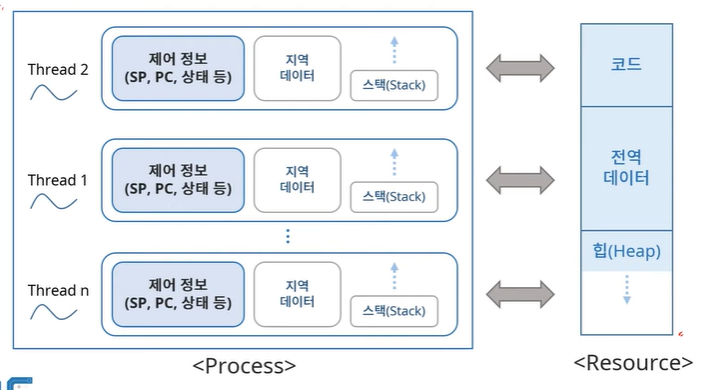 Thread 2
제어 정보
(SP, PC, 상태 등)
지역
데이터
스택(Stack)
Thread 1
제어 정보
(SP, PC, 상태 등)
지역
데이터
스택(Stack)
Thread n
제어 정보
(SP, PC, 상태 등)
지역
데이터
스택(Stack)
<Process>
코드
전역
데이터
힙(Heap)
<Resource>